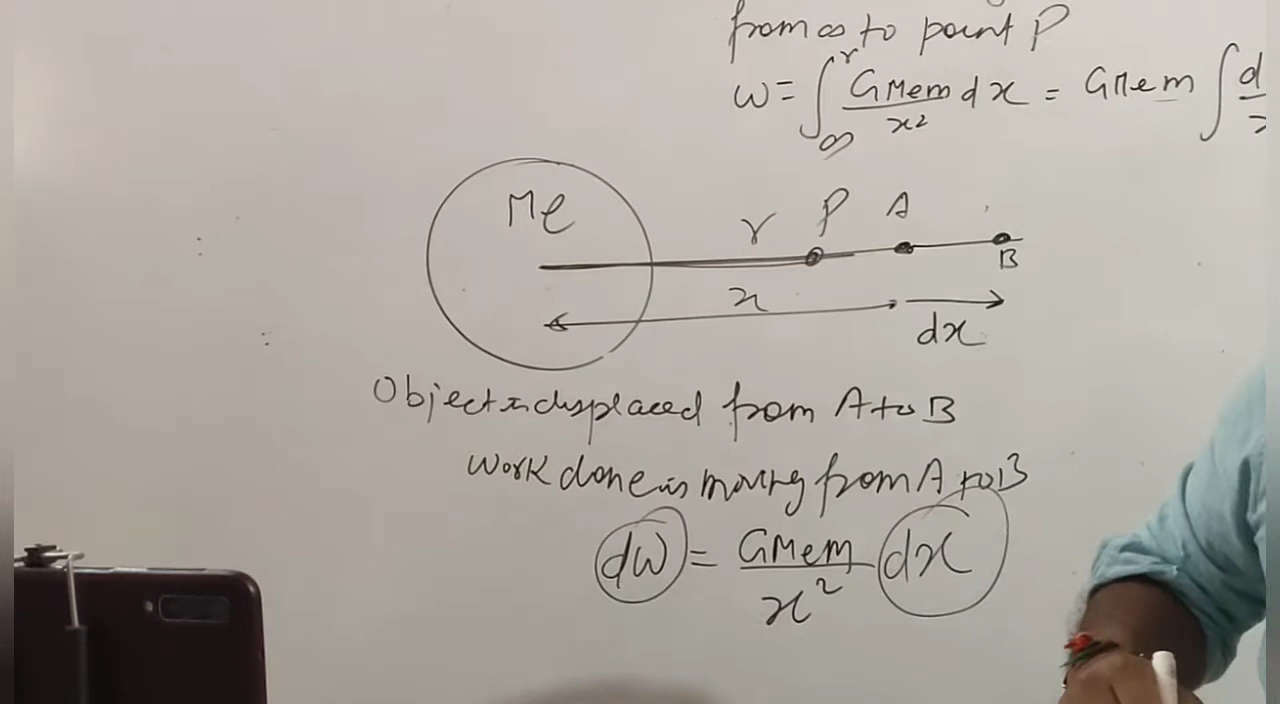 from ∞ to point P
W = ∫_∞^r GMem/x² dx = GMem ∫ d
Me
r P A
B
x
dx
Object is displaced from A to B
Work done is moving from A to B
dW = GMem/x² dx